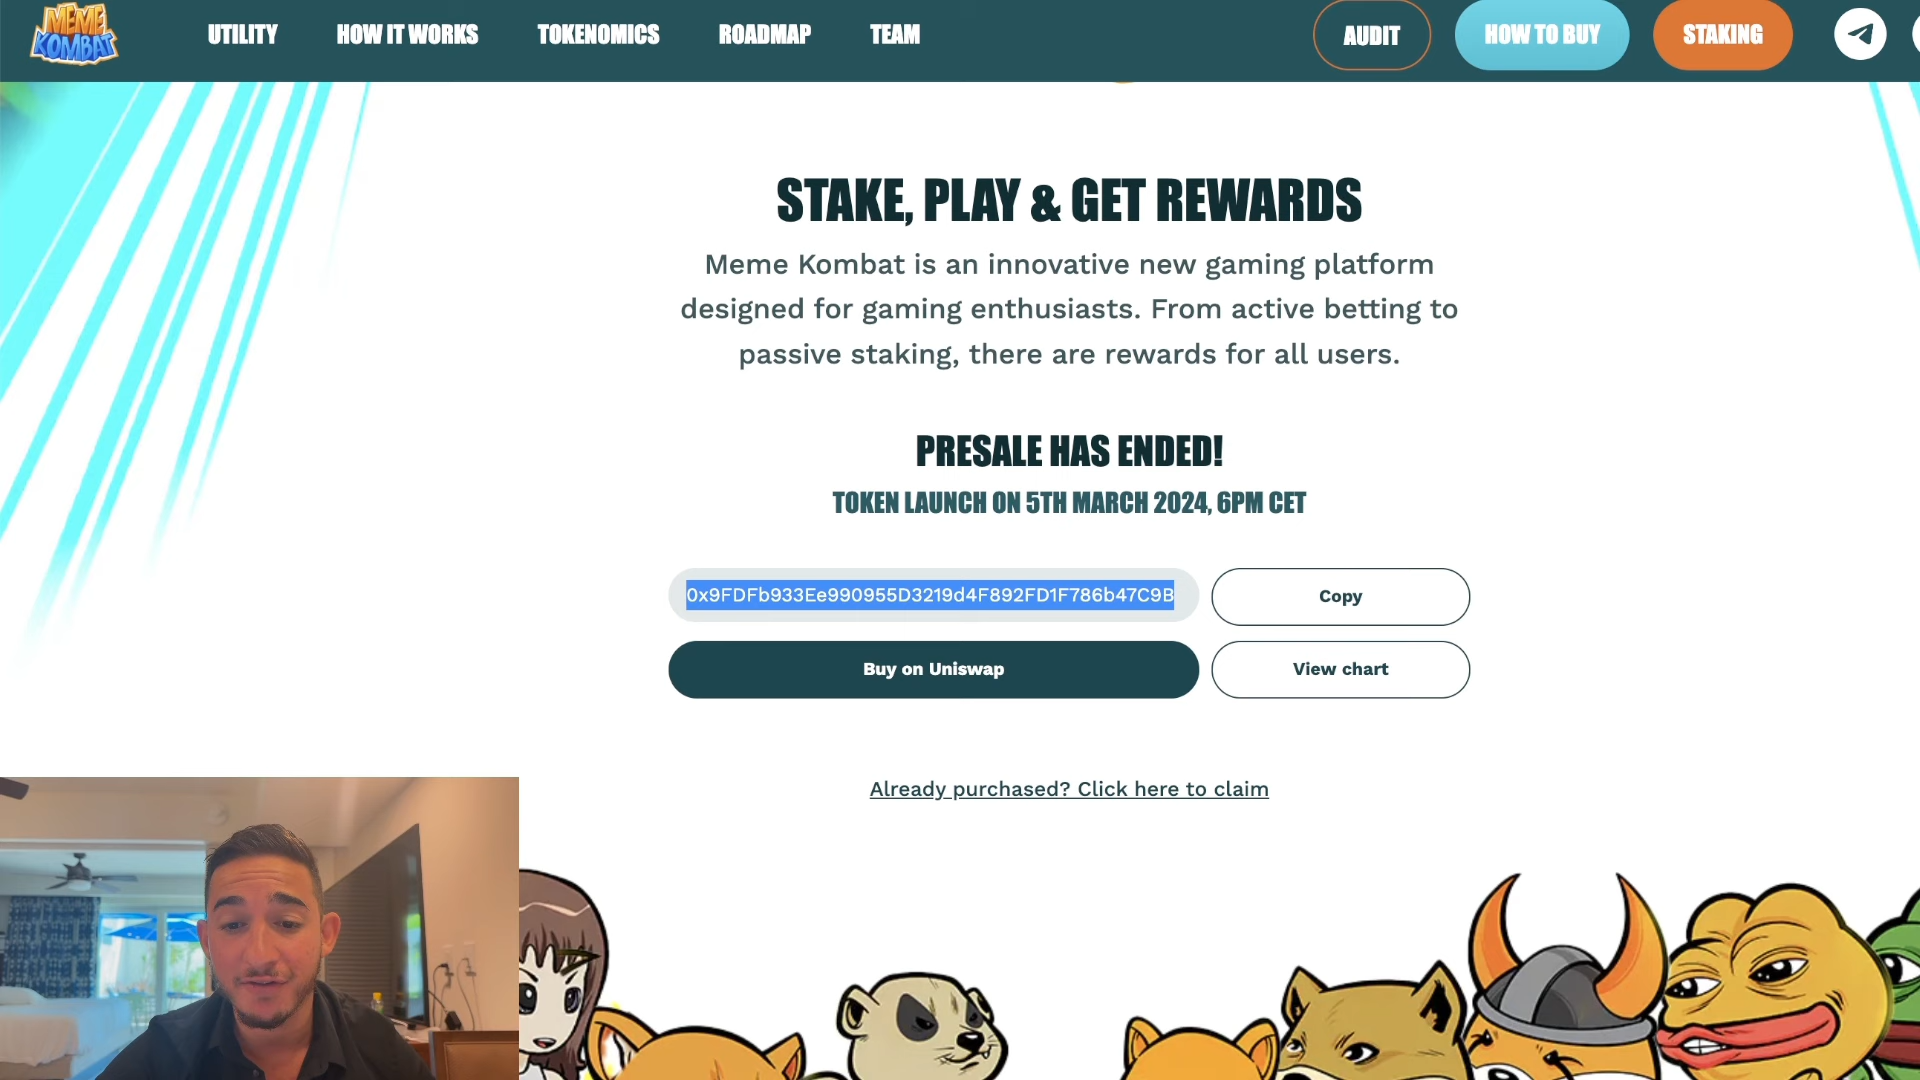 MEME
KOMBAT
UTILITY
HOW IT WORKS
TOKENOMICS
ROADMAP
TEAM
AUDIT
HOW TO BUY
STAKING
STAKE, PLAY & GET REWARDS
Meme Kombat is an innovative new gaming platform
designed for gaming enthusiasts. From active betting to
passive staking, there are rewards for all users.
PRESALE HAS ENDED!
TOKEN LAUNCH ON 5TH MARCH 2024, 6PM CET
0x9FDFb933Ee990955D3219d4F892FD1F786b47C9B
Copy
Buy on Uniswap
View chart
Already purchased? Click here to claim